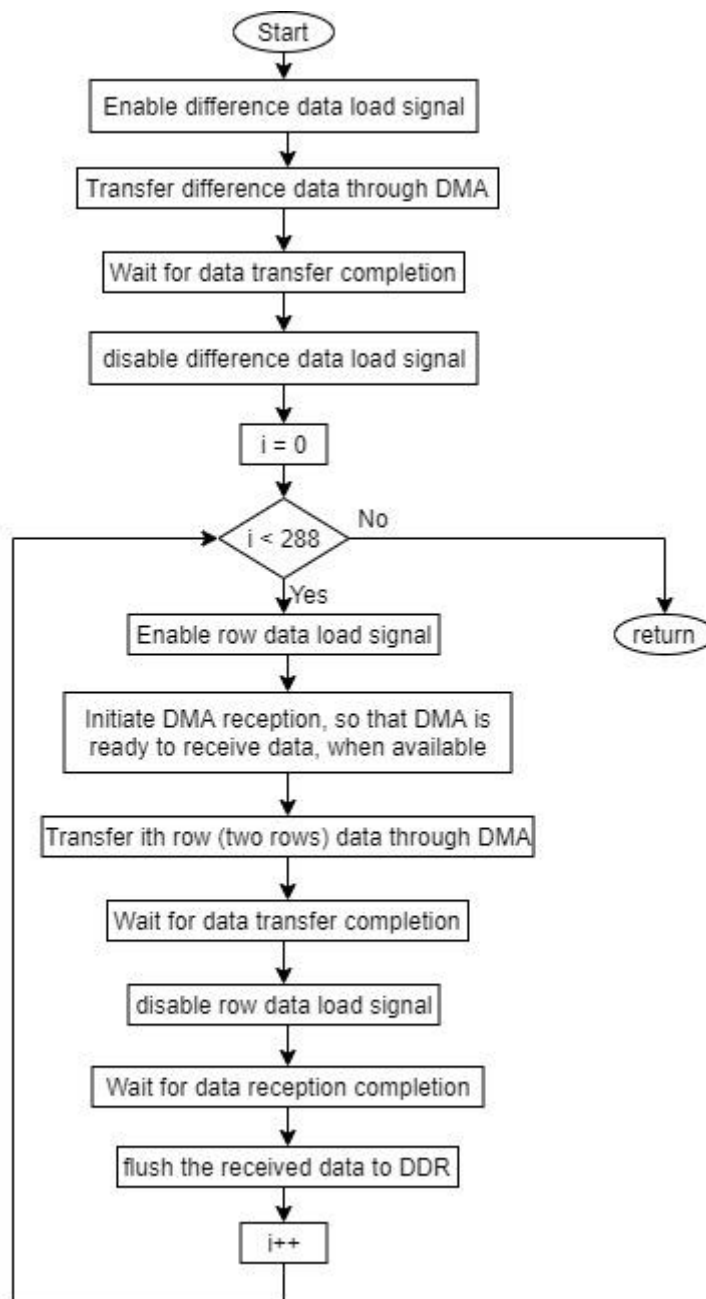 Start
Enable difference data load signal
Transfer difference data through DMA
Wait for data transfer completion
disable difference data load signal
i = 0
i < 288
No
Yes
Enable row data load signal
return
Initiate DMA reception, so that DMA is
ready to receive data, when available
Transfer ith row (two rows) data through DMA
Wait for data transfer completion
disable row data load signal
Wait for data reception completion
flush the received data to DDR
i++